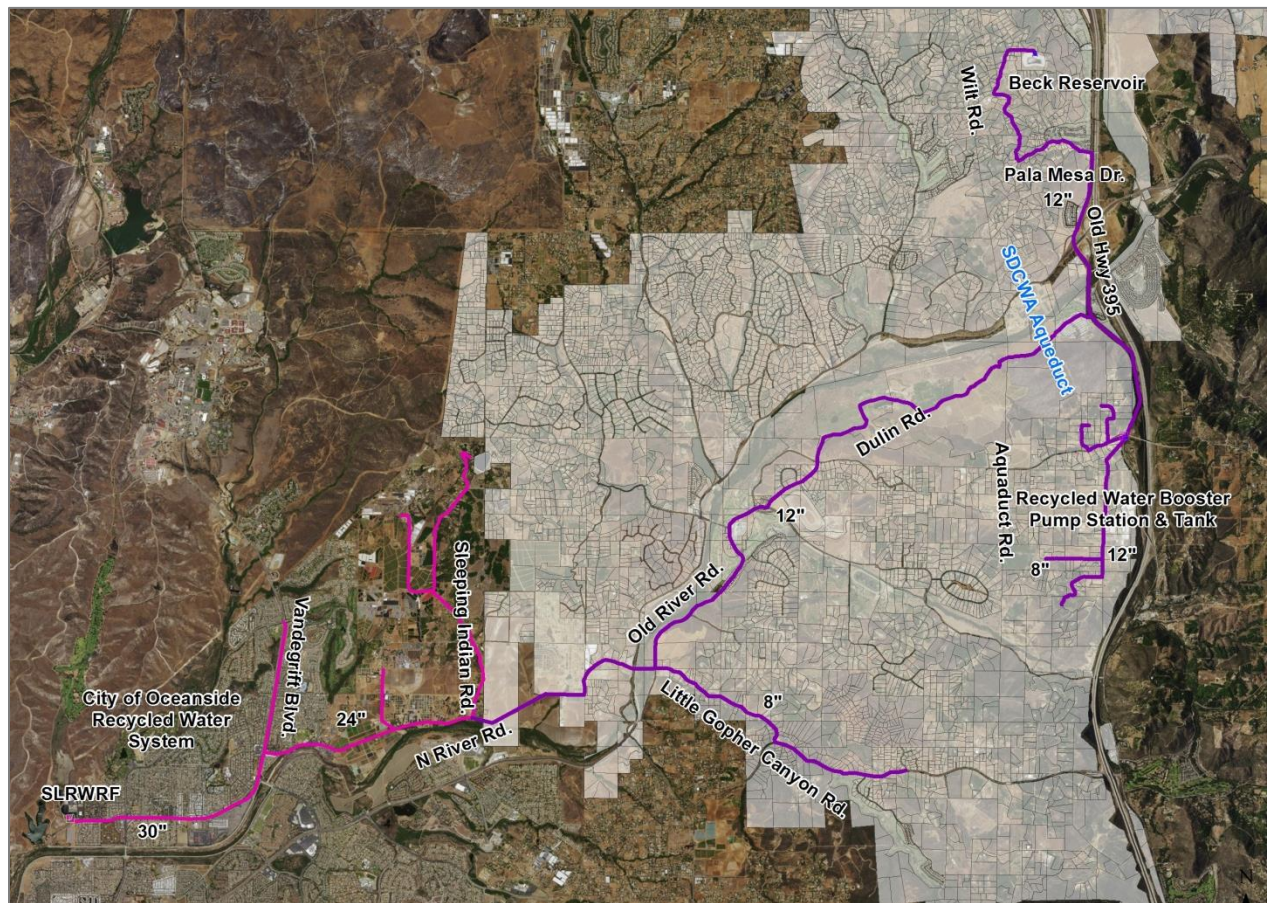 Wilt Rd.
Beck Reservoir
Pala Mesa Dr.
12"
Old Hwy 395
SDCWA Aqueduct
Dulin Rd.
Aquaduct Rd.
Recycled Water Booster
Pump Station & Tank
12"
12"
8"
Old River Rd.
Sleeping Indian Rd.
Vandegrift Blvd.
City of Oceanside
Recycled Water
System
24"
N River Rd.
8"
Little Gopher Canyon Rd.
SLRWRF
30"
N